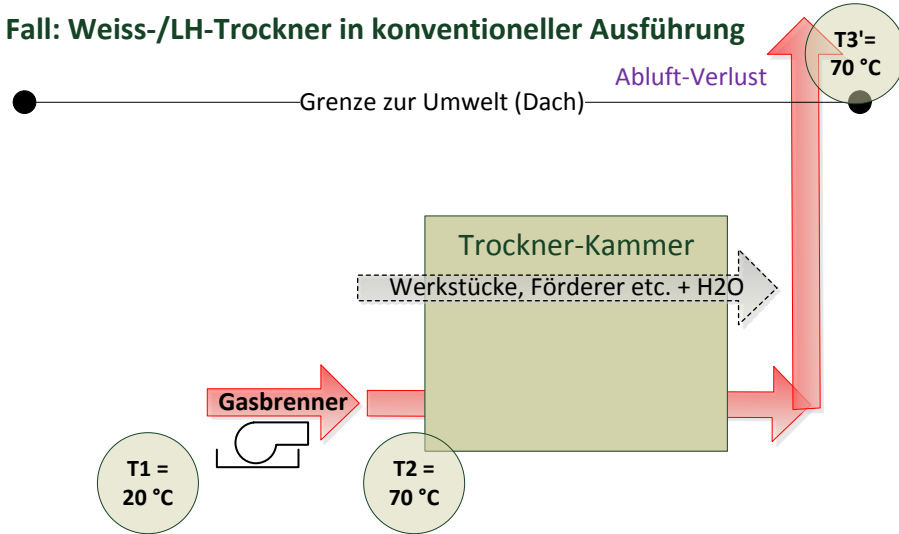 Fall: Weiss-/LH-Trockner in konventioneller Ausführung
T3'=
70 °C
Abluft-Verlust
Grenze zur Umwelt (Dach)
Trockner-Kammer
Werkstücke, Förderer etc. + H2O
Gasbrenner
T1 =
20 °C
T2 =
70 °C